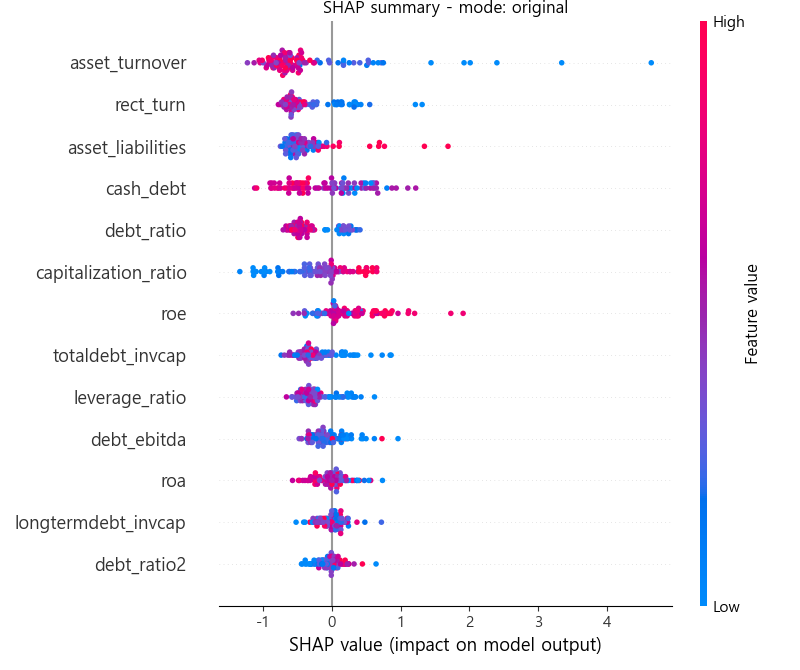 SHAP summary - mode: original
High
asset_turnover
rect_turn
asset_liabilities
cash_debt
debt_ratio
capitalization_ratio
roe
totaldebt_invcap
leverage_ratio
debt_ebitda
roa
longtermdebt_invcap
debt_ratio2
Feature value
Low
-1
0
1
2
3
4
SHAP value (impact on model output)